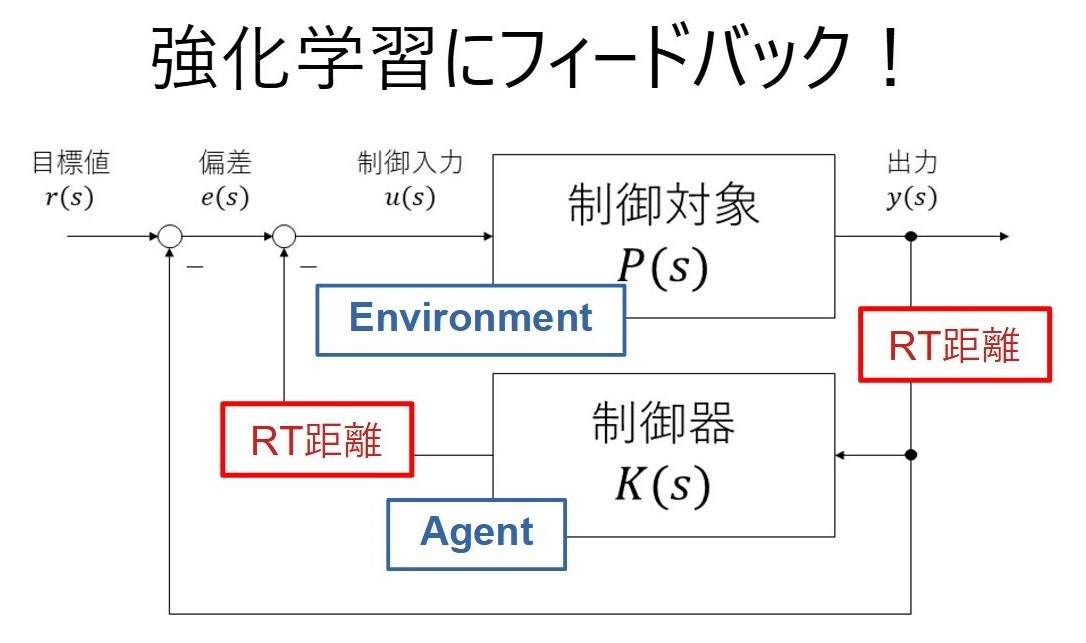 強化学習にフィードバック！
目標値
r(s)
偏差
e(s)
制御入力
u(s)
制御対象
P(s)
出力
y(s)
−
−
Environment
RT距離
RT距離
制御器
K(s)
Agent